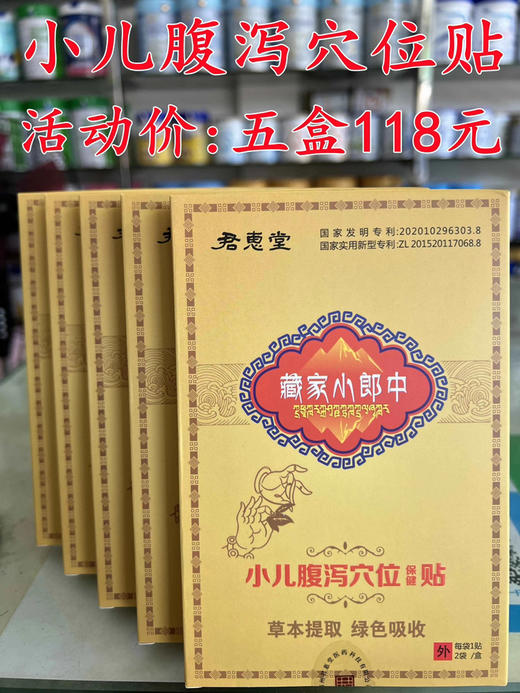 小儿腹泻穴位贴
活动价:五盒118元
君惠堂
国家发明专利:202010296303.8
国家实用新型专利:ZL 201520117068.8
藏家小郎中
小儿腹泻穴位保健贴
草本提取 绿色吸收
外
每袋1贴
2袋/盒